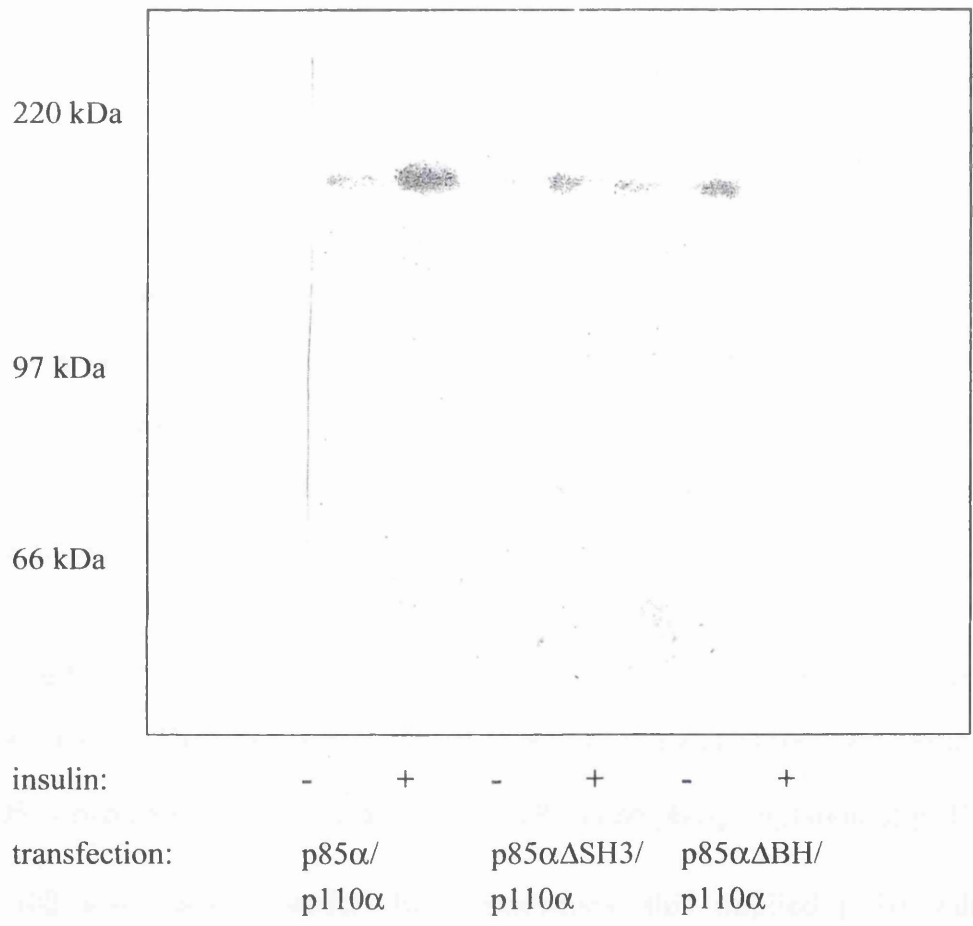 220 kDa
97 kDa
66 kDa
insulin: - + - + - +
transfection: p85α/ p85αΔSH3/ p85αΔBH/
p110α p110α p110α